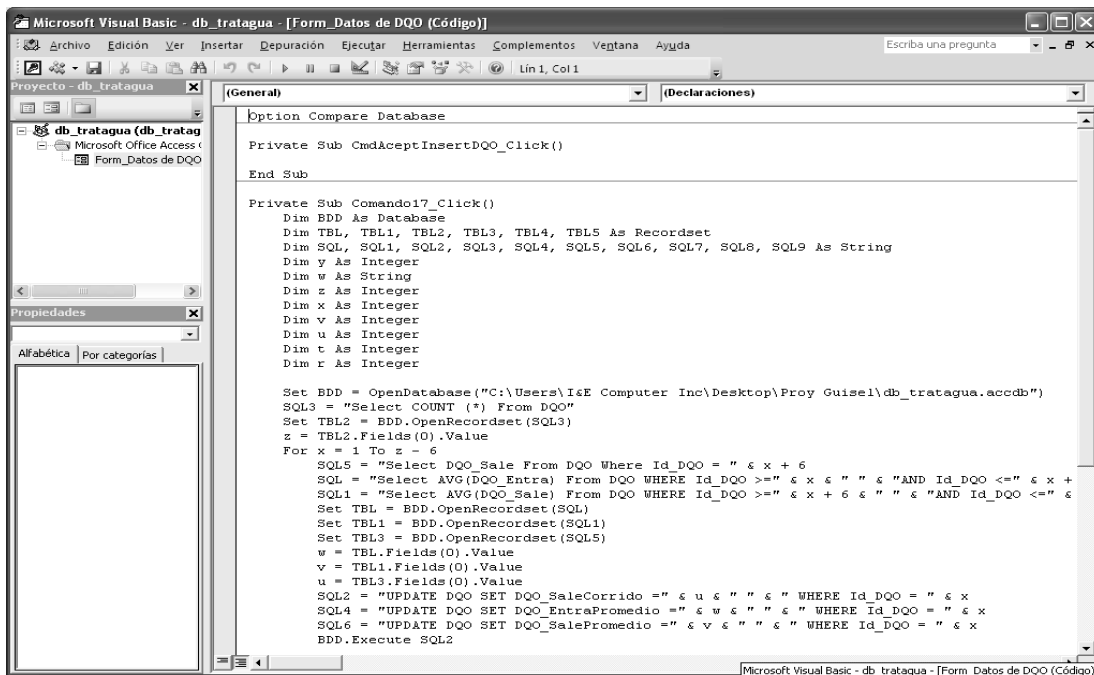 Microsoft Visual Basic - db_tratagua - [Form_Datos de DQO (Código)]
Archivo Edición Ver Insertar Depuración Ejecutar Herramientas Complementos Ventana Ayuda Escriba una pregunta
Lín 1, Col 1
Proyecto - db_tratagua
(General) (Declaraciones)
db_tratagua (db_tratag
Microsoft Office Access
Form_Datos de DQO
Propiedades
Alfabética Por categorías
Option Compare Database
Private Sub CmdAceptInsertDQO_Click()
End Sub
Private Sub Comando17_Click()
Dim BDD As Database
Dim TBL, TBL1, TBL2, TBL3, TBL4, TBL5 As Recordset
Dim SQL, SQL1, SQL2, SQL3, SQL4, SQL5, SQL6, SQL7, SQL8, SQL9 As String
Dim y As Integer
Dim w As String
Dim z As Integer
Dim x As Integer
Dim v As Integer
Dim u As Integer
Dim t As Integer
Dim r As Integer
Set BDD = OpenDatabase("C:\Users\I&E Computer Inc\Desktop\Proy Guisel\db_tratagua.accdb")
SQL3 = "Select COUNT (*) From DQO"
Set TBL2 = BDD.OpenRecordset(SQL3)
z = TBL2.Fields(0).Value
For x = 1 To z - 6
SQL5 = "Select DQO_Sale From DQO Where Id_DQO = " & x + 6
SQL = "Select AVG(DQO_Entra) From DQO WHERE Id_DQO >=" & x & " " & "AND Id_DQO <=" & x +
SQL1 = "Select AVG(DQO_Sale) From DQO WHERE Id_DQO >=" & x + 6 & " " & "AND Id_DQO <=" &
Set TBL = BDD.OpenRecordset(SQL)
Set TBL1 = BDD.OpenRecordset(SQL1)
Set TBL3 = BDD.OpenRecordset(SQL5)
w = TBL.Fields(0).Value
v = TBL1.Fields(0).Value
u = TBL3.Fields(0).Value
SQL2 = "UPDATE DQO SET DQO_SaleCorrido =" & u & " " & " WHERE Id_DQO = " & x
SQL4 = "UPDATE DQO SET DQO_EntraPromedio =" & w & " " & " WHERE Id_DQO = " & x
SQL6 = "UPDATE DQO SET DQO_SalePromedio =" & v & " " & " WHERE Id_DQO = " & x
BDD.Execute SQL2
Microsoft Visual Basic - db_tratagua - [Form_Datos de DQO (Código)]